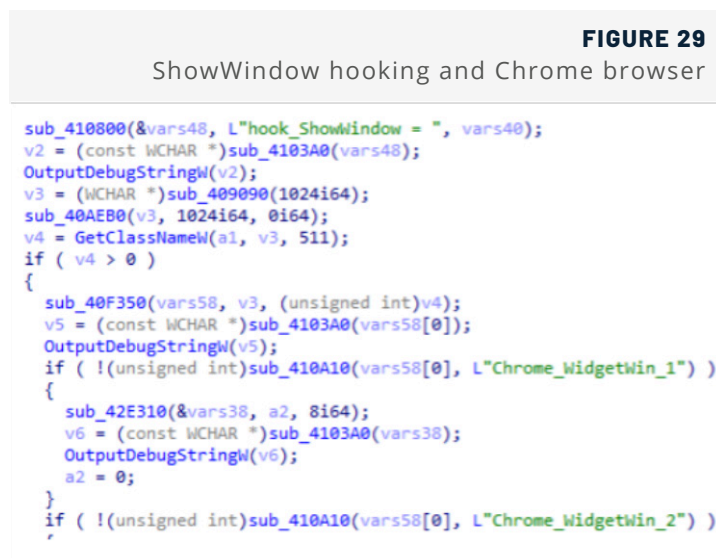 FIGURE 29
ShowWindow hooking and Chrome browser
sub_410800(&vars48, L"hook_ShowWindow = ", vars40);
v2 = (const WCHAR *)sub_4103A0(vars48);
OutputDebugStringW(v2);
v3 = (WCHAR *)sub_409090(1024i64);
sub_40AEB0(v3, 1024i64, 0i64);
v4 = GetClassNameW(a1, v3, 511);
if ( v4 > 0 )
{
sub_40F350(vars58, v3, (unsigned int)v4);
v5 = (const WCHAR *)sub_4103A0(vars58[0]);
OutputDebugStringW(v5);
if ( !(unsigned int)sub_410A10(vars58[0], L"Chrome_WidgetWin_1") )
{
sub_42E310(&vars38, a2, 8i64);
v6 = (const WCHAR *)sub_4103A0(vars38);
OutputDebugStringW(v6);
a2 = 0;
}
if ( !(unsigned int)sub_410A10(vars58[0], L"Chrome_WidgetWin_2") )